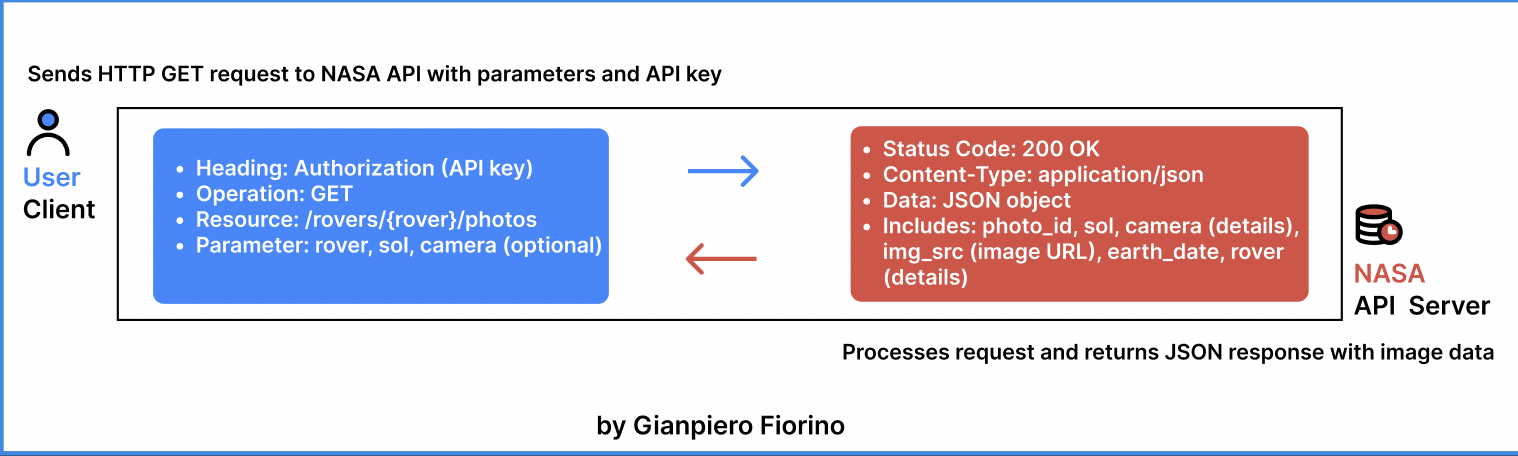 Sends HTTP GET request to NASA API with parameters and API key
User
Client
• Heading: Authorization (API key)
• Operation: GET
• Resource: /rovers/{rover}/photos
• Parameter: rover, sol, camera (optional)
• Status Code: 200 OK
• Content-Type: application/json
• Data: JSON object
• Includes: photo_id, sol, camera (details),
img_src (image URL), earth_date, rover
(details)
NASA
API Server
Processes request and returns JSON response with image data
by Gianpiero Fiorino